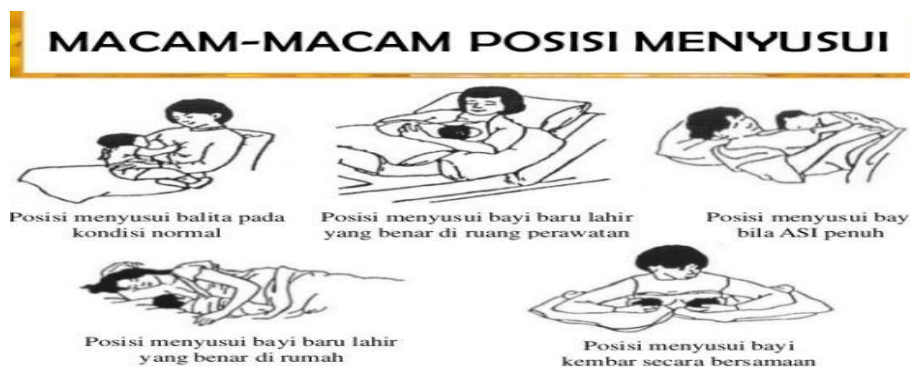 MACAM-MACAM POSISI MENYUSUI
Posisi menyusui balita pada
kondisi normal
Posisi menyusui bayi baru lahir
yang benar di ruang perawatan
Posisi menyusui bay
bila ASI penuh
Posisi menyusui bayi baru lahir
yang benar di rumah
Posisi menyusui bayi
kembar secara bersamaan